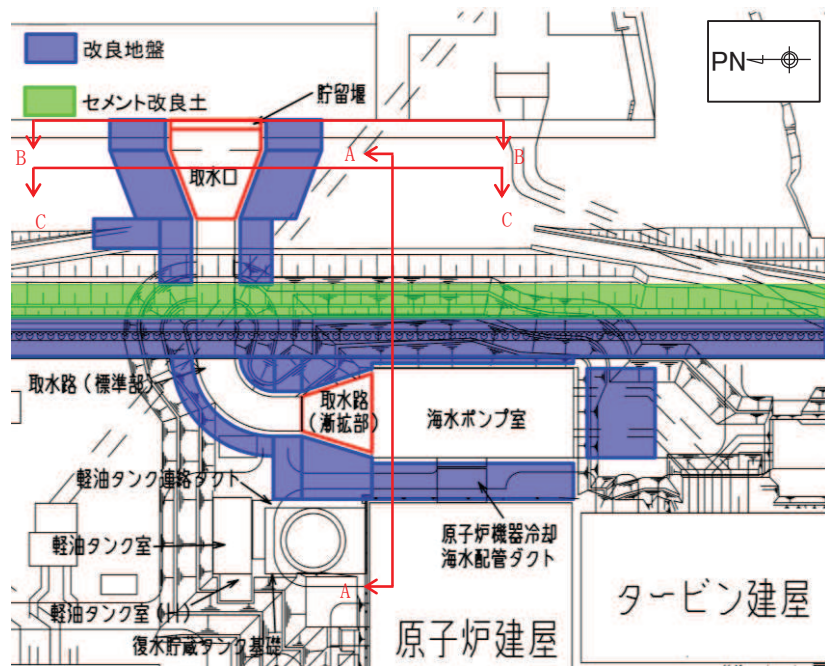 改良地盤
セメント改良土
貯留堰
PN
B
A
B
取水口
C
C
取水路(標準部)
取水路
(漸拡部)
海水ポンプ室
軽油タンク連絡ダクト
軽油タンク室
原子炉機器冷却
海水配管ダクト
A
軽油タンク室(H)
復水貯蔵タンク基礎
原子炉建屋
タービン建屋